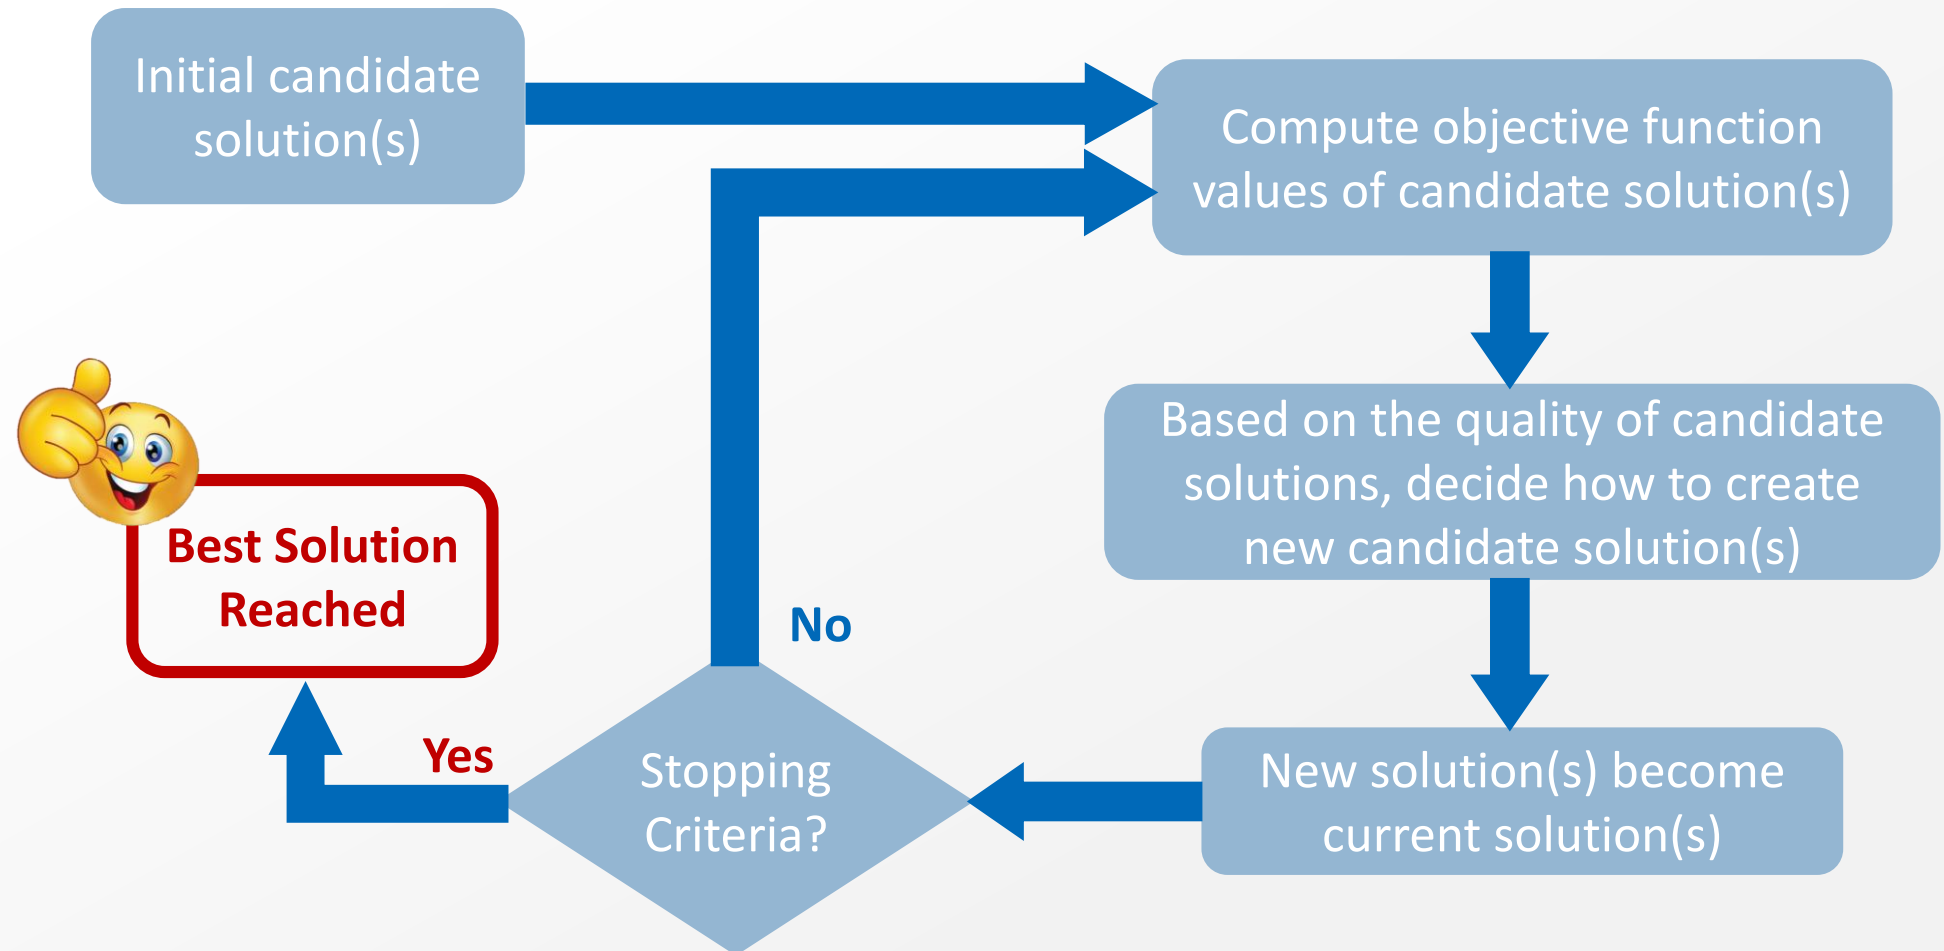 Initial candidate
solution(s)
Compute objective function
values of candidate solution(s)
Based on the quality of candidate
solutions, decide how to create
new candidate solution(s)
New solution(s) become
current solution(s)
Stopping
Criteria?
No
Yes
Best Solution
Reached